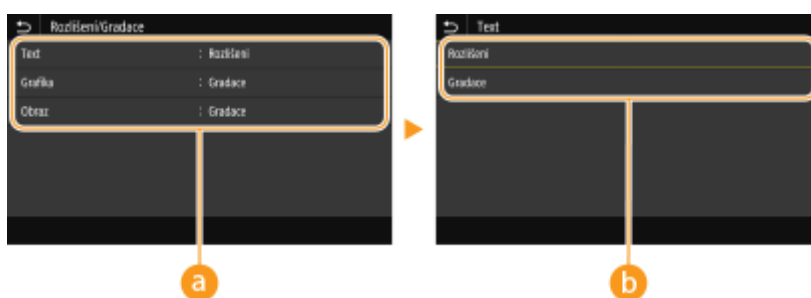 Rozlišení/Gradace
Text : Rozlišení
Grafika : Gradace
Obraz : Gradace
a
Text
Rozlišení
Gradace
b